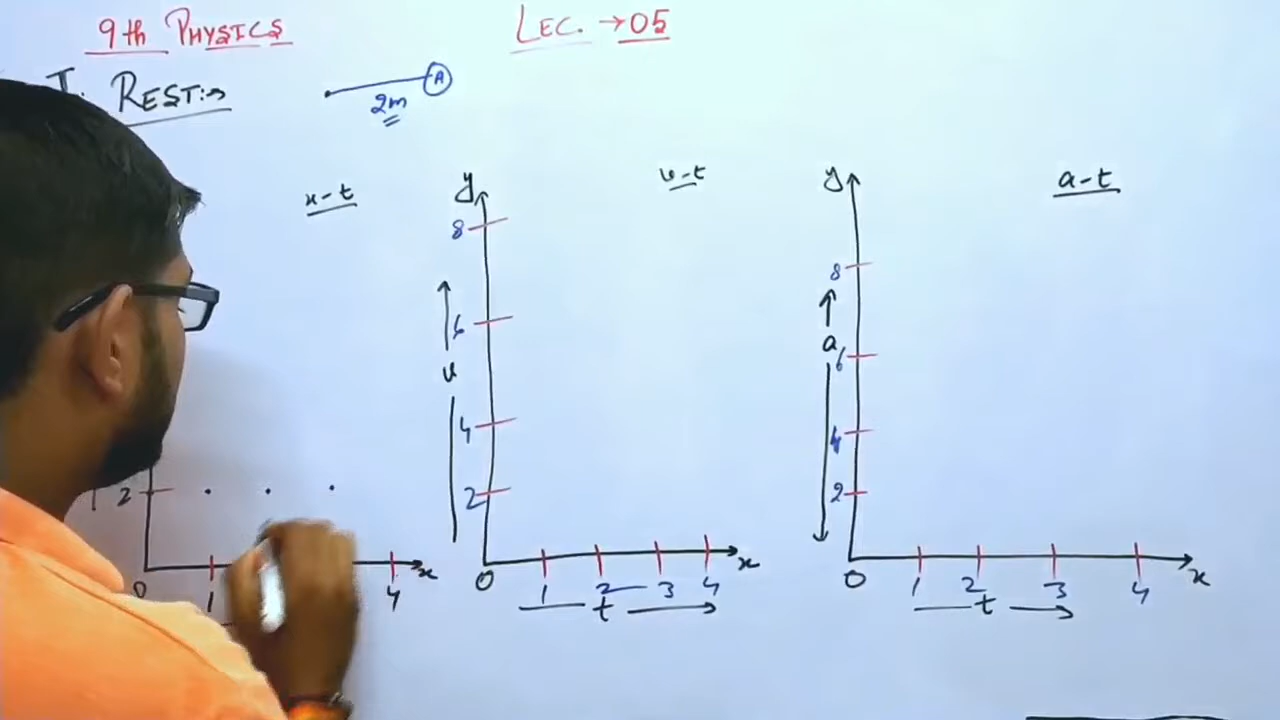 9th PHYSICS
LEC. → 05
I. REST:→
A
2m
x-t
2
0
1
4
x
y
v-t
8
6
v
4
2
0
1 2 3 4
x
t
y
a-t
8
a
6
4
2
0
1 2 3 4
x
t